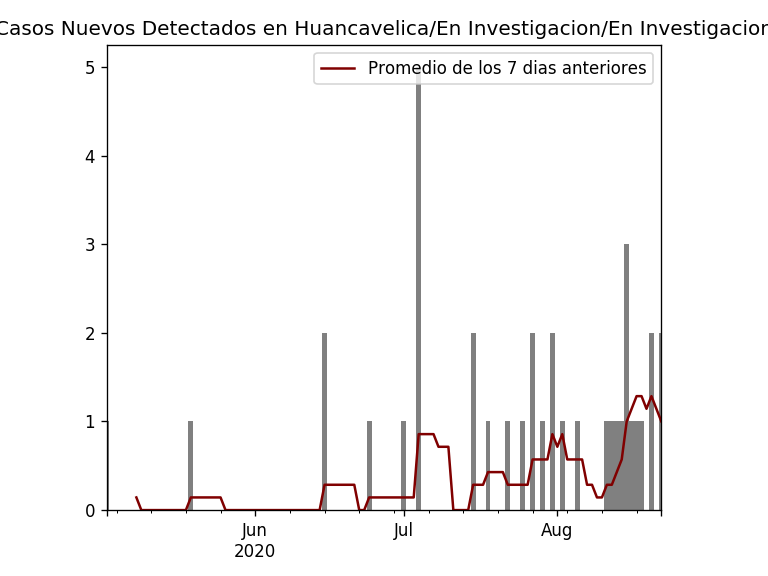 Casos Nuevos Detectados en Huancavelica/En Investigacion/En Investigacion
Promedio de los 7 dias anteriores
5
4
3
2
1
0
Jun Jul Aug
2020